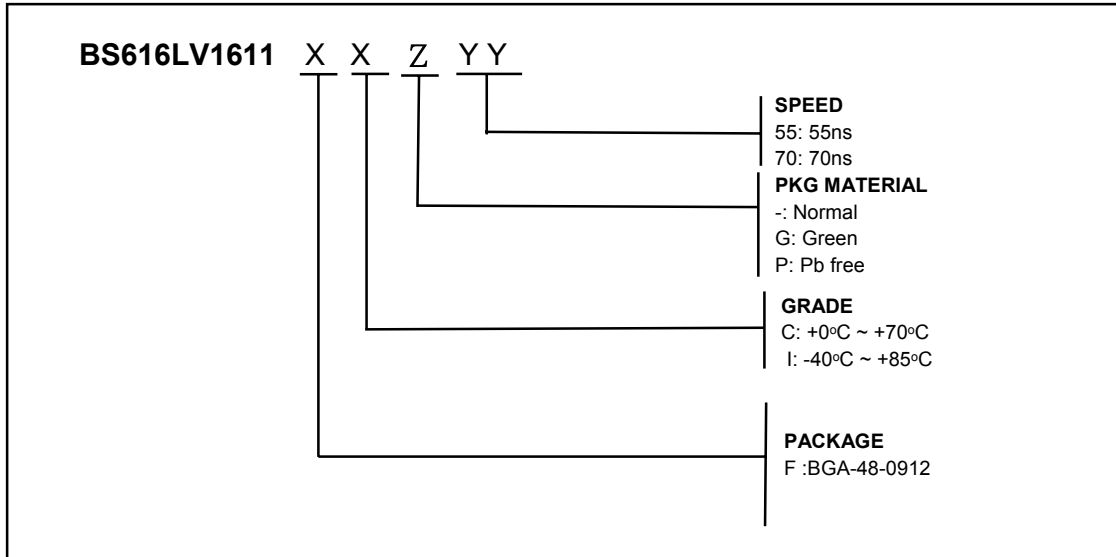 BS616LV1611 X X Z Y Y
SPEED
55: 55ns
70: 70ns
PKG MATERIAL
-: Normal
G: Green
P: Pb free
GRADE
C: +0oC ~ +70oC
I: -40oC ~ +85oC
PACKAGE
F :BGA-48-0912